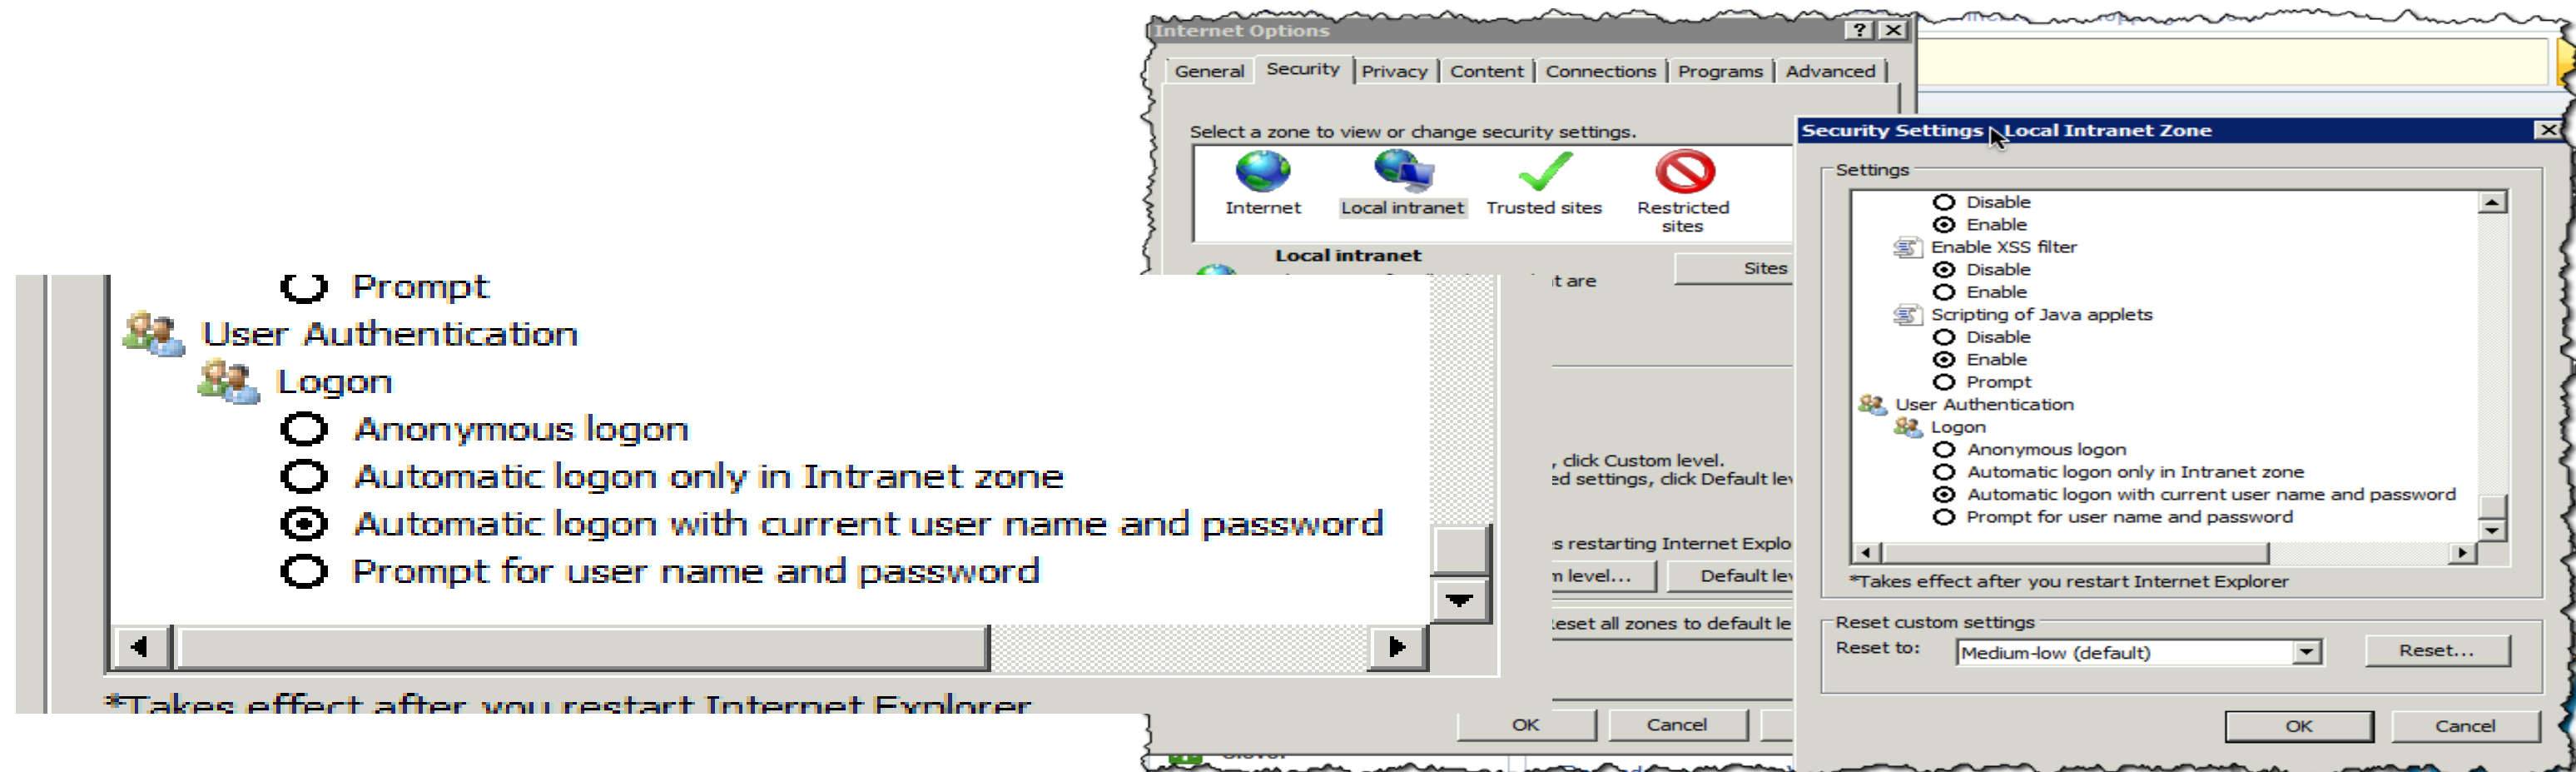 Internet Options
General Security Privacy Content Connections Programs Advanced
Select a zone to view or change security settings.
Internet Local intranet Trusted sites Restricted sites
Local intranet
Sites
t are
, click Custom level.
ed settings, click Default lev
s restarting Internet Explo
m level... Default lev
eset all zones to default le
OK Cancel
Prompt
User Authentication
Logon
Anonymous logon
Automatic logon only in Intranet zone
Automatic logon with current user name and password
Prompt for user name and password
*Takes effect after you restart Internet Explorer
Security Settings - Local Intranet Zone
Settings
Disable
Enable
Enable XSS filter
Disable
Enable
Scripting of Java applets
Disable
Enable
Prompt
User Authentication
Logon
Anonymous logon
Automatic logon only in Intranet zone
Automatic logon with current user name and password
Prompt for user name and password
*Takes effect after you restart Internet Explorer
Reset custom settings
Reset to: Medium-low (default) Reset...
OK Cancel